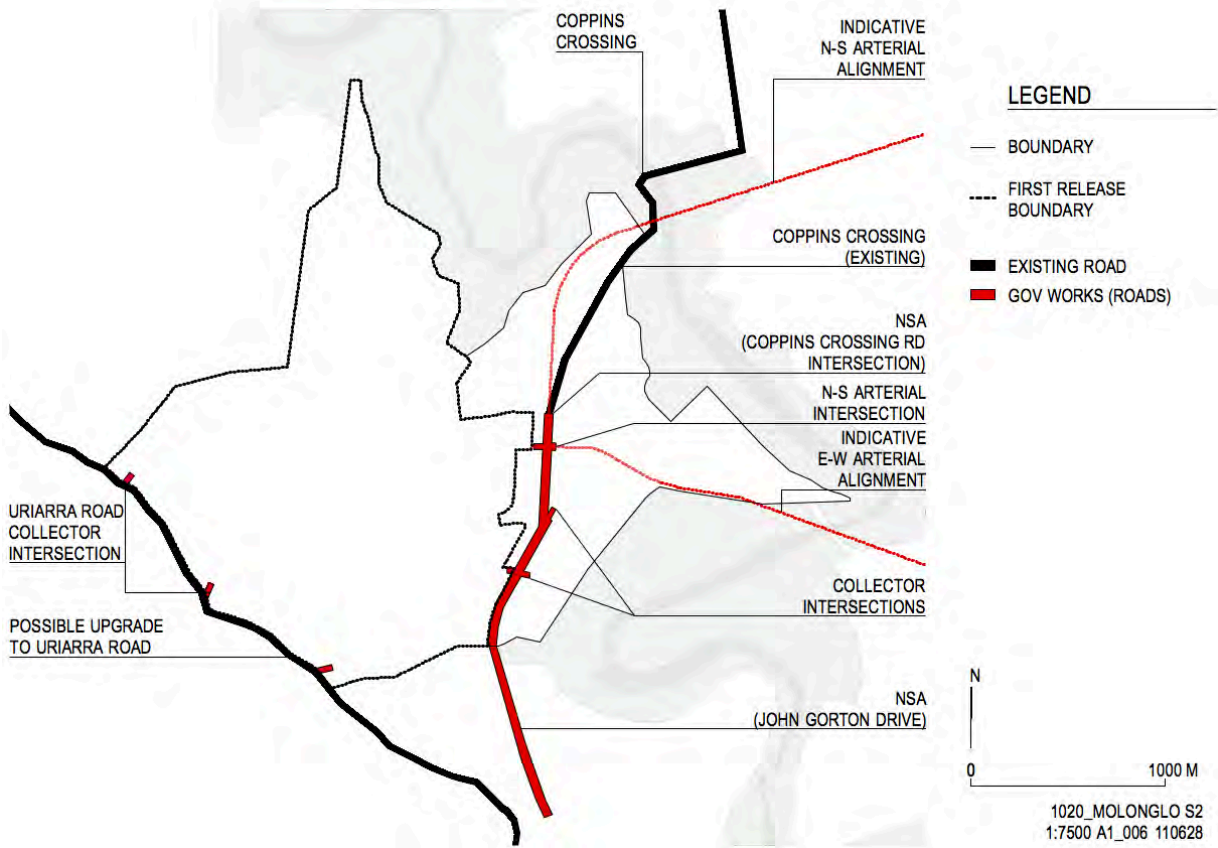 COPPINS
CROSSING
INDICATIVE
N-S ARTERIAL
ALIGNMENT
COPPINS CROSSING
(EXISTING)
NSA
(COPPINS CROSSING RD
INTERSECTION)
N-S ARTERIAL
INTERSECTION
INDICATIVE
E-W ARTERIAL
ALIGNMENT
URIARRA ROAD
COLLECTOR
INTERSECTION
COLLECTOR
INTERSECTIONS
POSSIBLE UPGRADE
TO URIARRA ROAD
NSA
(JOHN GORTON DRIVE)
LEGEND
BOUNDARY
FIRST RELEASE
BOUNDARY
EXISTING ROAD
GOV WORKS (ROADS)
N
0 1000 M
1020_MOLONGLO S2
1:7500 A1_006 110628